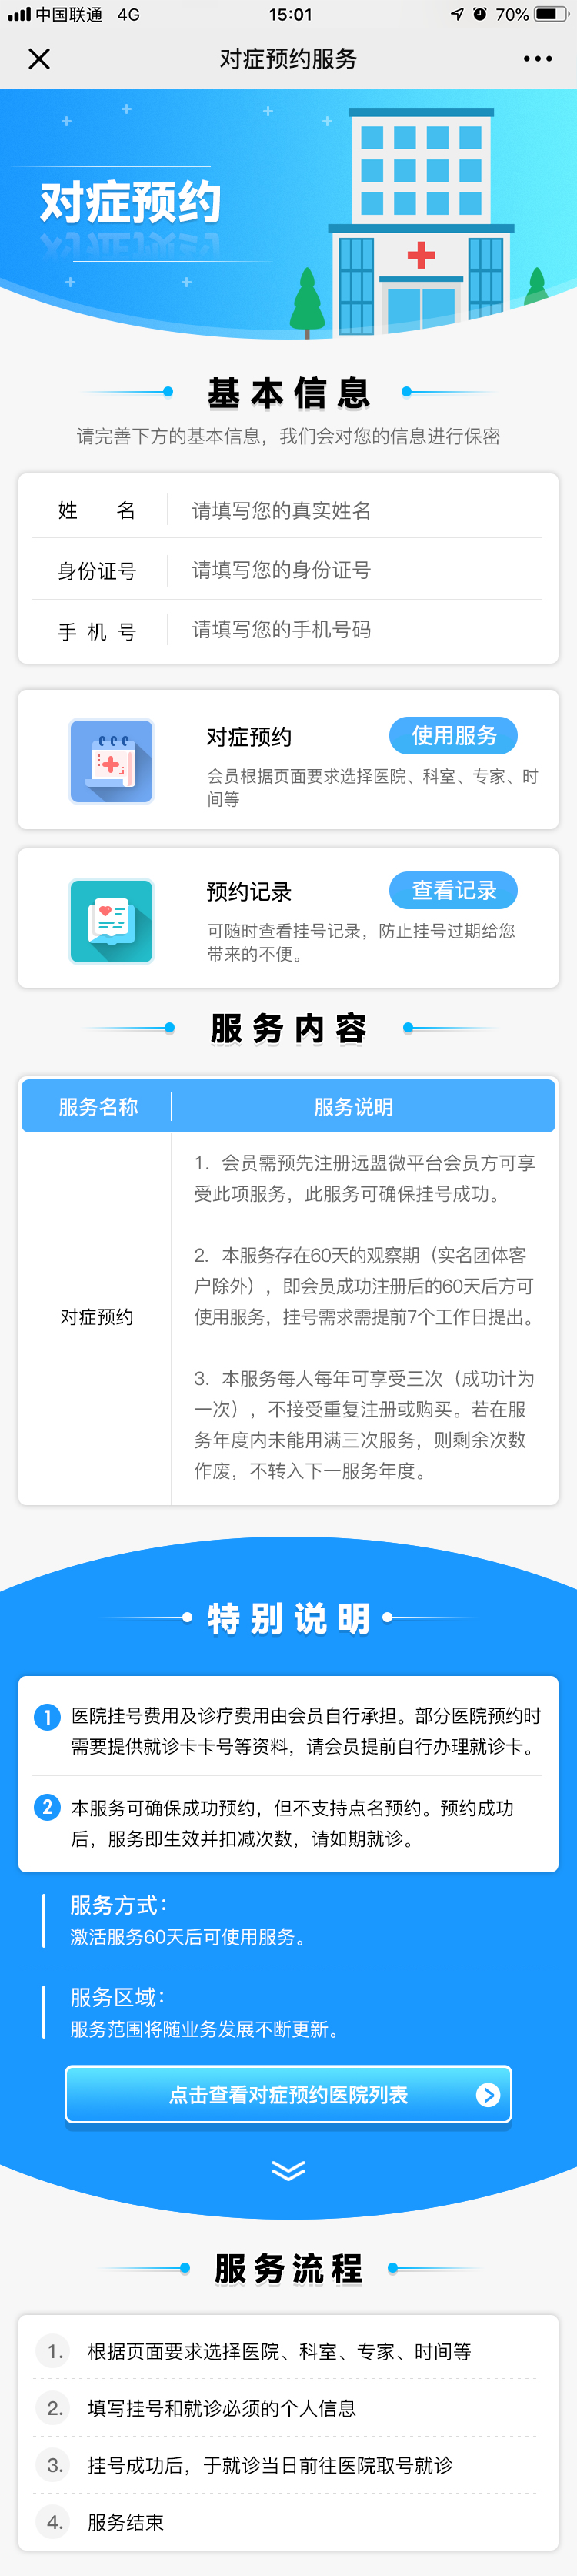 中国联通 4G 15:01 70%
对症预约服务
对症预约
基本信息
请完善下方的基本信息，我们会对您的信息进行保密
姓 名 请填写您的真实姓名
身份证号 请填写您的身份证号
手机号 请填写您的手机号码
对症预约 使用服务
会员根据页面要求选择医院、科室、专家、时
间等
预约记录 查看记录
可随时查看挂号记录，防止挂号过期给您
带来的不便。
服务内容
服务名称 服务说明
对症预约
1. 会员需预先注册远盟微平台会员方可享
受此项服务，此服务可确保挂号成功。
2. 本服务存在60天的观察期（实名团体客
户除外），即会员成功注册后的60天后方可
使用服务，挂号需求需提前7个工作日提出。
3. 本服务每人每年可享受三次（成功计为
一次），不接受重复注册或购买。若在服
务年度内未能用满三次服务，则剩余次数
作废，不转入下一服务年度。
特别说明
1 医院挂号费用及诊疗费用由会员自行承担。部分医院预约时
需要提供就诊卡卡号等资料，请会员提前自行办理就诊卡。
2 本服务可确保成功预约，但不支持点名预约。预约成功
后，服务即生效并扣减次数，请如期就诊。
服务方式：
激活服务60天后可使用服务。
服务区域：
服务范围将随业务发展不断更新。
点击查看对症预约医院列表
服务流程
1. 根据页面要求选择医院、科室、专家、时间等
2. 填写挂号和就诊必须的个人信息
3. 挂号成功后，于就诊当日前往医院取号就诊
4. 服务结束